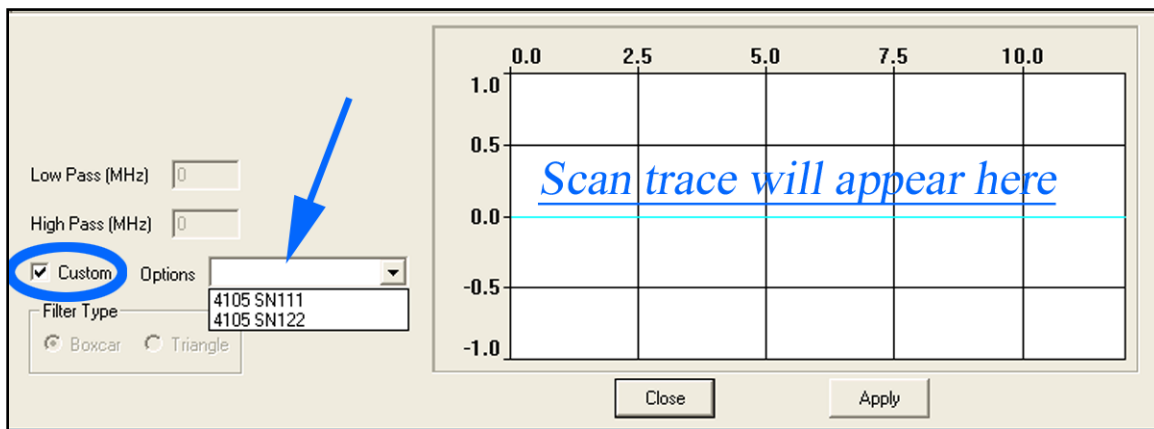 0.0 2.5 5.0 7.5 10.0
1.0
0.5
Scan trace will appear here
0.0
-0.5
-1.0
Low Pass (MHz) 0
High Pass (MHz) 0
Custom Options
4105 SN111
4105 SN122
Filter Type
Boxcar Triangle
Close Apply